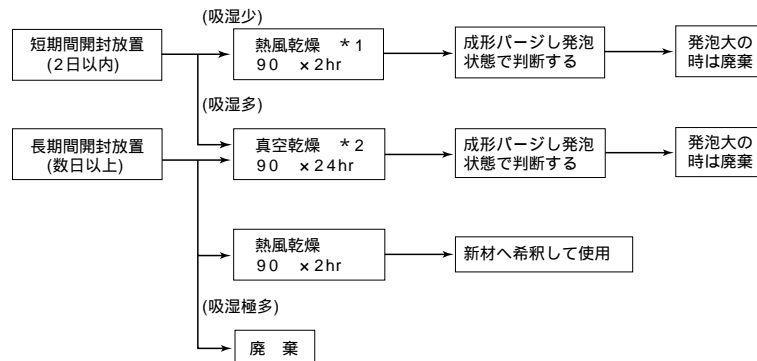 (吸湿少)
短期間開封放置
(2日以内)
熱風乾燥 *1
90 ×2hr
成形パージし発泡
状態で判断する
発泡大の
時は廃棄
(吸湿多)
長期間開封放置
(数日以上)
真空乾燥 *2
90 ×24hr
成形パージし発泡
状態で判断する
発泡大の
時は廃棄
熱風乾燥
90 ×2hr
新材へ希釈して使用
(吸湿極多)
廃 棄